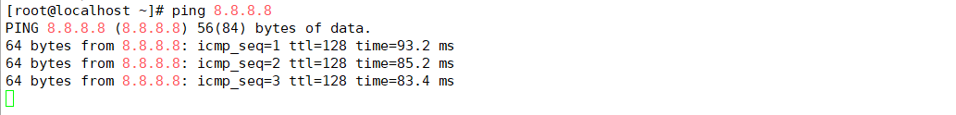 [root@localhost ~]# ping 8.8.8.8
PING 8.8.8.8 (8.8.8.8) 56(84) bytes of data.
64 bytes from 8.8.8.8: icmp_seq=1 ttl=128 time=93.2 ms
64 bytes from 8.8.8.8: icmp_seq=2 ttl=128 time=85.2 ms
64 bytes from 8.8.8.8: icmp_seq=3 ttl=128 time=83.4 ms